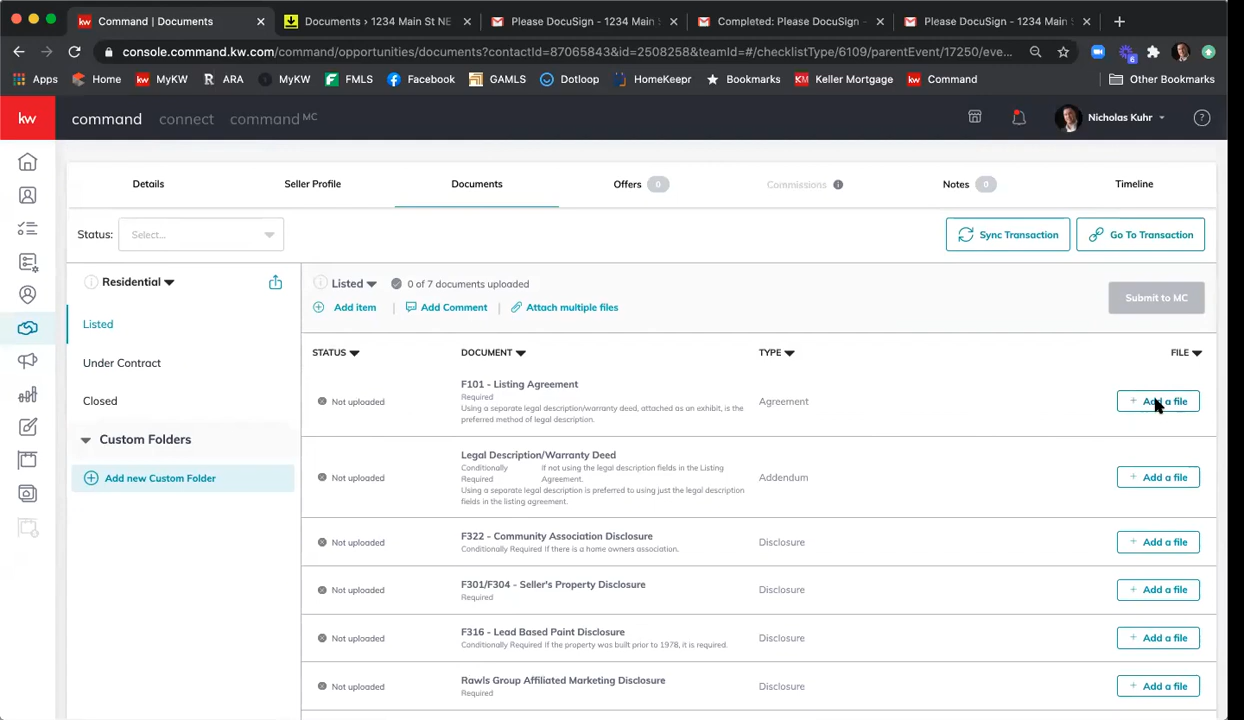 Command | Documents
Documents › 1234 Main St NE
Please DocuSign - 1234 Main
Completed: Please DocuSign -
Please DocuSign - 1234 Main
console.command.kw.com/command/opportunities/documents?contactId=87065843&id=2508258&teamId=#/checklistType/6109/parentEvent/17250/eve...
6
Apps
Home
MyKW
ARA
MyKW
FMLS
Facebook
GAMLS
Dotloop
HomeKeepr
Bookmarks
Keller Mortgage
Command
Other Bookmarks
kw
command
connect
command MC
Nicholas Kuhr
Details
Seller Profile
Documents
Offers 0
Commissions
Notes 0
Timeline
Status:
Select...
Sync Transaction
Go To Transaction
Residential
Listed
Under Contract
Closed
Custom Folders
Add new Custom Folder
Listed
0 of 7 documents uploaded
Add item
Add Comment
Attach multiple files
Submit to MC
STATUS
DOCUMENT
TYPE
FILE
Not uploaded
F101 - Listing Agreement
Required
Using a separate legal description/warranty deed, attached as an exhibit, is the
preferred method of legal description.
Agreement
+ Add a file
Not uploaded
Legal Description/Warranty Deed
Conditionally If not using the legal description fields in the Listing
Required Agreement.
Using a separate legal description is preferred to using just the legal description
fields in the listing agreement.
Addendum
+ Add a file
Not uploaded
F322 - Community Association Disclosure
Conditionally Required If there is a home owners association.
Disclosure
+ Add a file
Not uploaded
F301/F304 - Seller's Property Disclosure
Required
Disclosure
+ Add a file
Not uploaded
F316 - Lead Based Paint Disclosure
Conditionally Required If the property was built prior to 1978, it is required.
Disclosure
+ Add a file
Not uploaded
Rawls Group Affiliated Marketing Disclosure
Required
Disclosure
+ Add a file